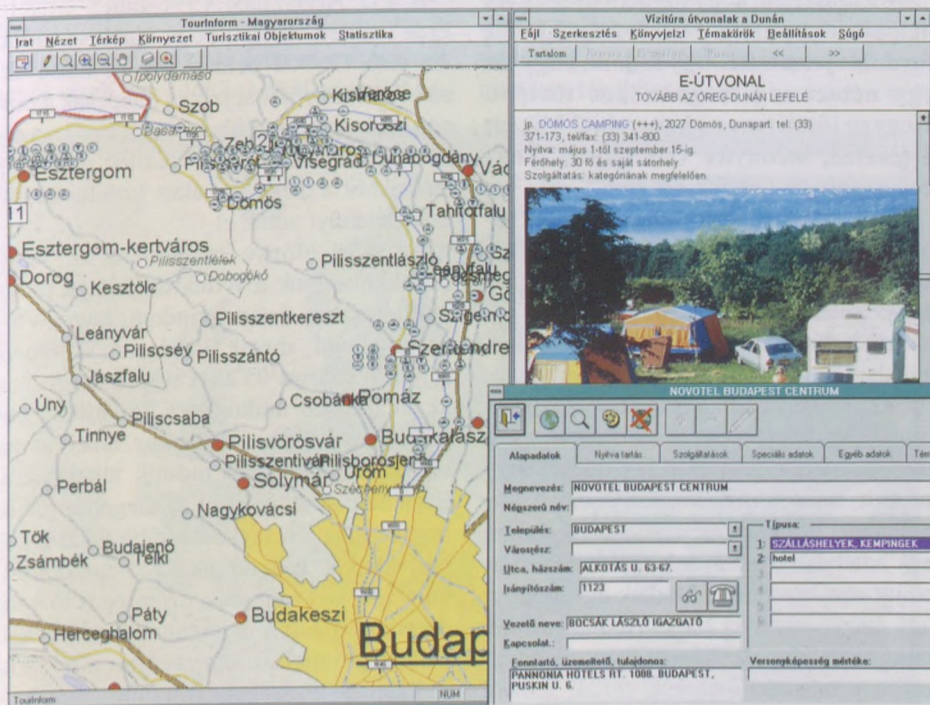 TourInform - Magyarország
Irat Nézet Térkép Környezet Turisztikai Objektumok Statisztika
Ipolydamásd
Szob
Kismaros
Verőce
Kisoroszi
Visegrád
Dunabogdány
Esztergom
Dömös
Tahitótfalu
11
Esztergom-kertváros
Pilisszentlélek
Dobogókő
Pilisszentlászló
Dorog
Kesztölc
Leányvár
Pilisszentkereszt
Piliscsév
Pilisszántó
Szentendre
Jászfalu
Csobánka
Pomáz
Úny
Piliscsaba
Tinnye
Pilisvörösvár
Budakalász
Pilisszentiván
Pilisborosjenő
Solymár
Üröm
Perbál
Nagykovácsi
Tök
Zsámbék
Budajenő
Telki
Páty
Budakeszi
Herceghalom
Budap
TourInform
NUM
Vízitúra útvonalak a Dunán
Fájl Szerkesztés Könyvjelzl Témakörök Beállítások Súgó
Tartalom << >>
E-ÚTVONAL
TOVÁBB AZ ÖREG-DUNÁN LEFELÉ
jp. DÖMÖS CAMPING (+++), 2027 Dömös, Dunapart. tel: (33)
371-173, telifax: (33) 341-800.
Nyitva: május 1-től szeptember 15-ig.
Férőhely: 30 fő és saját sátorhely.
Szolgáltatás: kategóriának megfelelően.
NOVOTEL BUDAPEST CENTRUM
Alapadatok Nyitva tartás Szolgáltatások Speciális adatok Egyéb adatok
Megnevezés: NOVOTEL BUDAPEST CENTRUM
Népszerű név:
Település: BUDAPEST
Városrész:
Utca, házszám: ALKOTÁS U. 63-67.
Irányítószám: 1123
Típusa:
1: SZÁLLÁSHELYEK, KEMPINGEK
2: hotel
Vezető neve: BOCSÁK LÁSZLÓ IGAZGATÓ
Kapcsolat.:
Fenntartó, üzemeltető, tulajdonos:
PANNONIA HOTELS RT. 1088. BUDAPEST,
PUSKIN U. 6.
Versenyképesség mértéke: